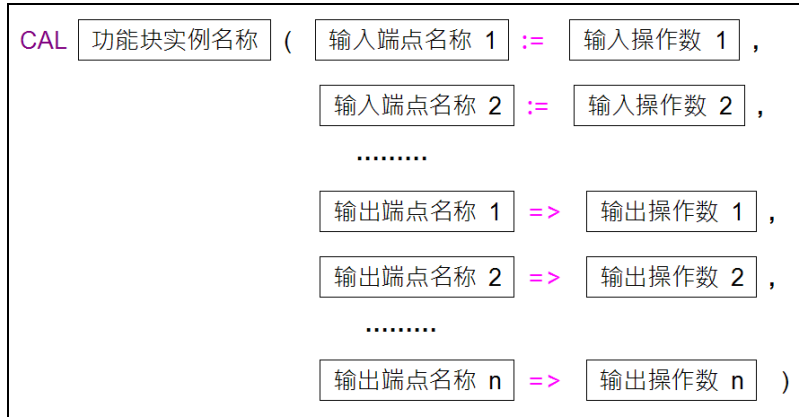 CAL 功能块实例名称 ( 输入端点名称 1 := 输入操作数 1 ,
输入端点名称 2 := 输入操作数 2 ,
.........
输出端点名称 1 => 输出操作数 1 ,
输出端点名称 2 => 输出操作数 2 ,
.........
输出端点名称 n => 输出操作数 n )